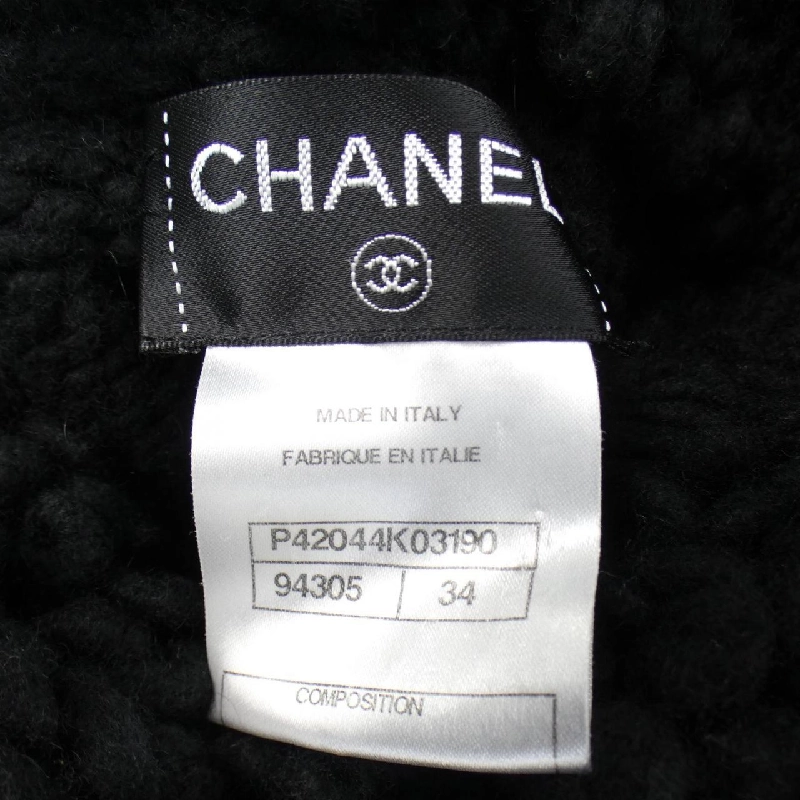 CHANEL
MADE IN ITALY
FABRIQUE EN ITALIE
P42044K03190
94305 34
COMPOSITION